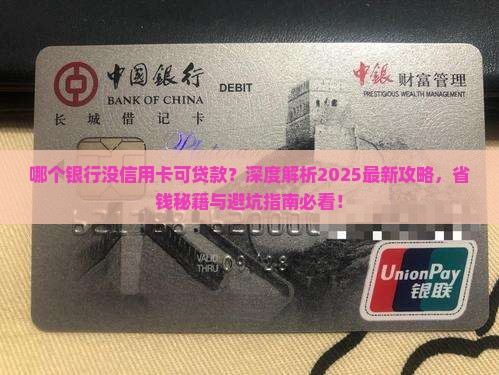 中國銀行
DEBIT
BANK OF CHINA
中銀 财富管理
PRESTIGIOUS WEALTH MANAGEMENT
长城借记卡
哪个银行没信用卡可贷款？深度解析2025最新攻略，省
钱秘籍与避坑指南必看！
VALID
THRU
UnionPay
银联